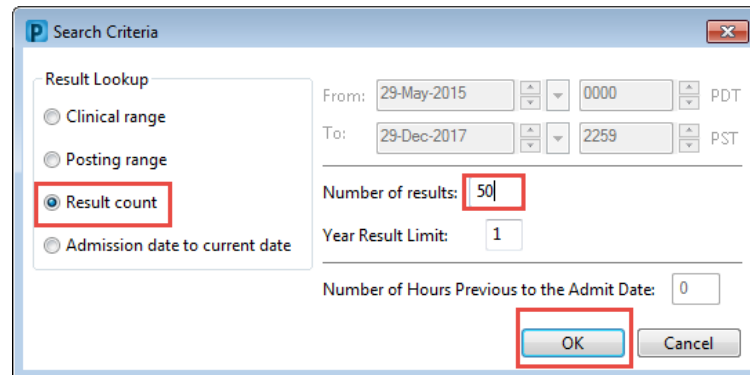 P Search Criteria
Result Lookup
Clinical range
Posting range
Result count
Admission date to current date
From: 29-May-2015 0000 PDT
To: 29-Dec-2017 2259 PST
Number of results: 50
Year Result Limit: 1
Number of Hours Previous to the Admit Date: 0
OK Cancel